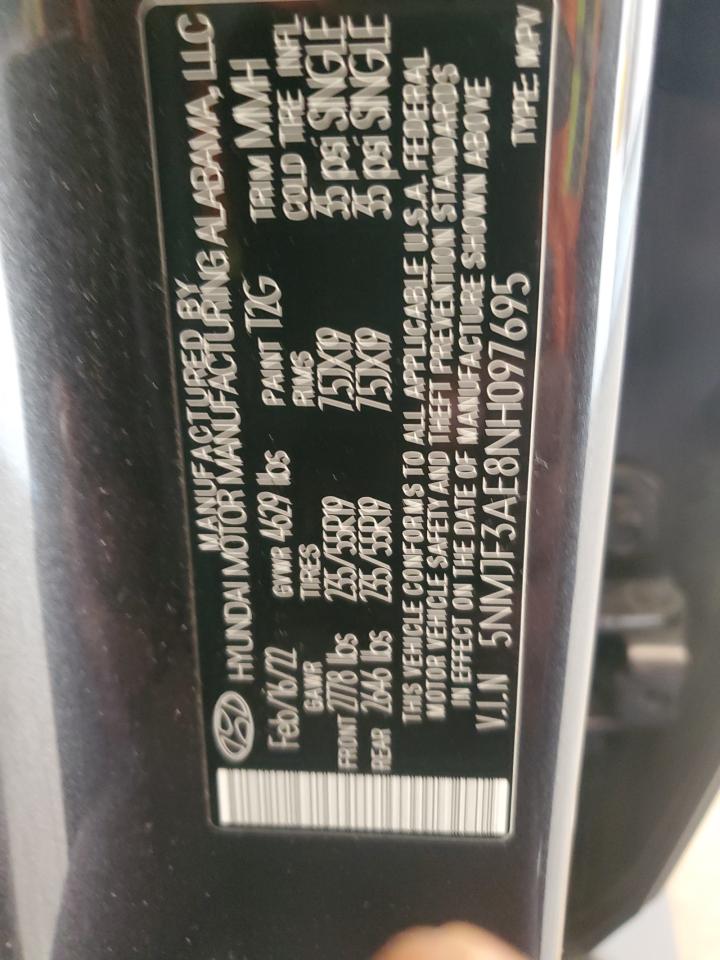 MANUFACTURED BY
HYUNDAI MOTOR MANUFACTURING ALABAMA, LLC
Feb/16/22 GVWR 4629 lbs PAINT T2G TRIM MMH
GAWR TIRES RIMS COLD TIRE INFL
FRONT 2778 lbs 235/55R19 7.5JX19 35 psi SINGLE
REAR 2646 lbs 235/55R19 7.5JX19 35 psi SINGLE
THIS VEHICLE CONFORMS TO ALL APPLICABLE U.S.A. FEDERAL
MOTOR VEHICLE SAFETY AND THEFT PREVENTION STANDARDS
IN EFFECT ON THE DATE OF MANUFACTURE SHOWN ABOVE
V.I.N 5NMJF3AE8NH097695
TYPE: M.PV